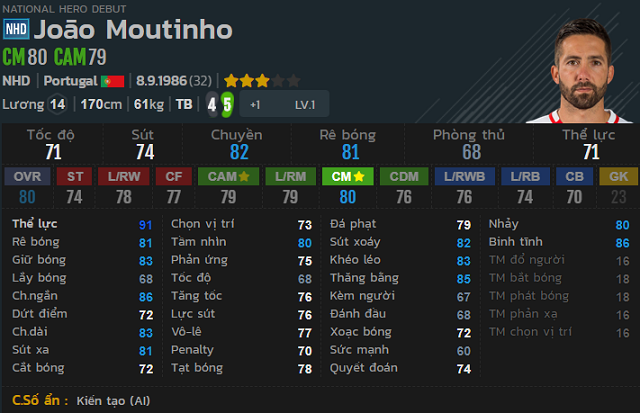 NATIONAL HERO DEBUT
NHD João Moutinho
CM 80 CAM 79
NHD Portugal 8.9.1986 (32)
Lương 14 170cm 61kg TB 4 5 +1 LV.1
Tốc độ Sút Chuyền Rê bóng Phòng thủ Thể lực
71 74 82 81 68 71
OVR ST L/RW CF CAM L/RM CM CDM L/RWB L/RB CB GK
80 74 78 77 79 79 80 76 76 74 70 23
Thể lực 91 Chọn vị trí 73 Đá phạt 79 Nhảy 80
Rê bóng 81 Tầm nhìn 80 Sút xoáy 82 Bình tĩnh 86
Giữ bóng 83 Phản ứng 75 Khéo léo 83 TM đổ người 16
Lấy bóng 68 Tốc độ 68 Thăng bằng 85 TM bắt bóng 18
Ch.ngắn 86 Tăng tốc 76 Kèm người 67 TM phát bóng 18
Dứt điểm 72 Lực sút 76 Đánh đầu 68 TM phản xạ 16
Ch.dài 83 Vô-lê 77 Xoạc bóng 72 TM chọn vị trí 16
Sút xa 81 Penalty 70 Sức mạnh 60
Cắt bóng 72 Tạt bóng 78 Quyết đoán 74
C.Số ẩn : Kiến tạo (AI)